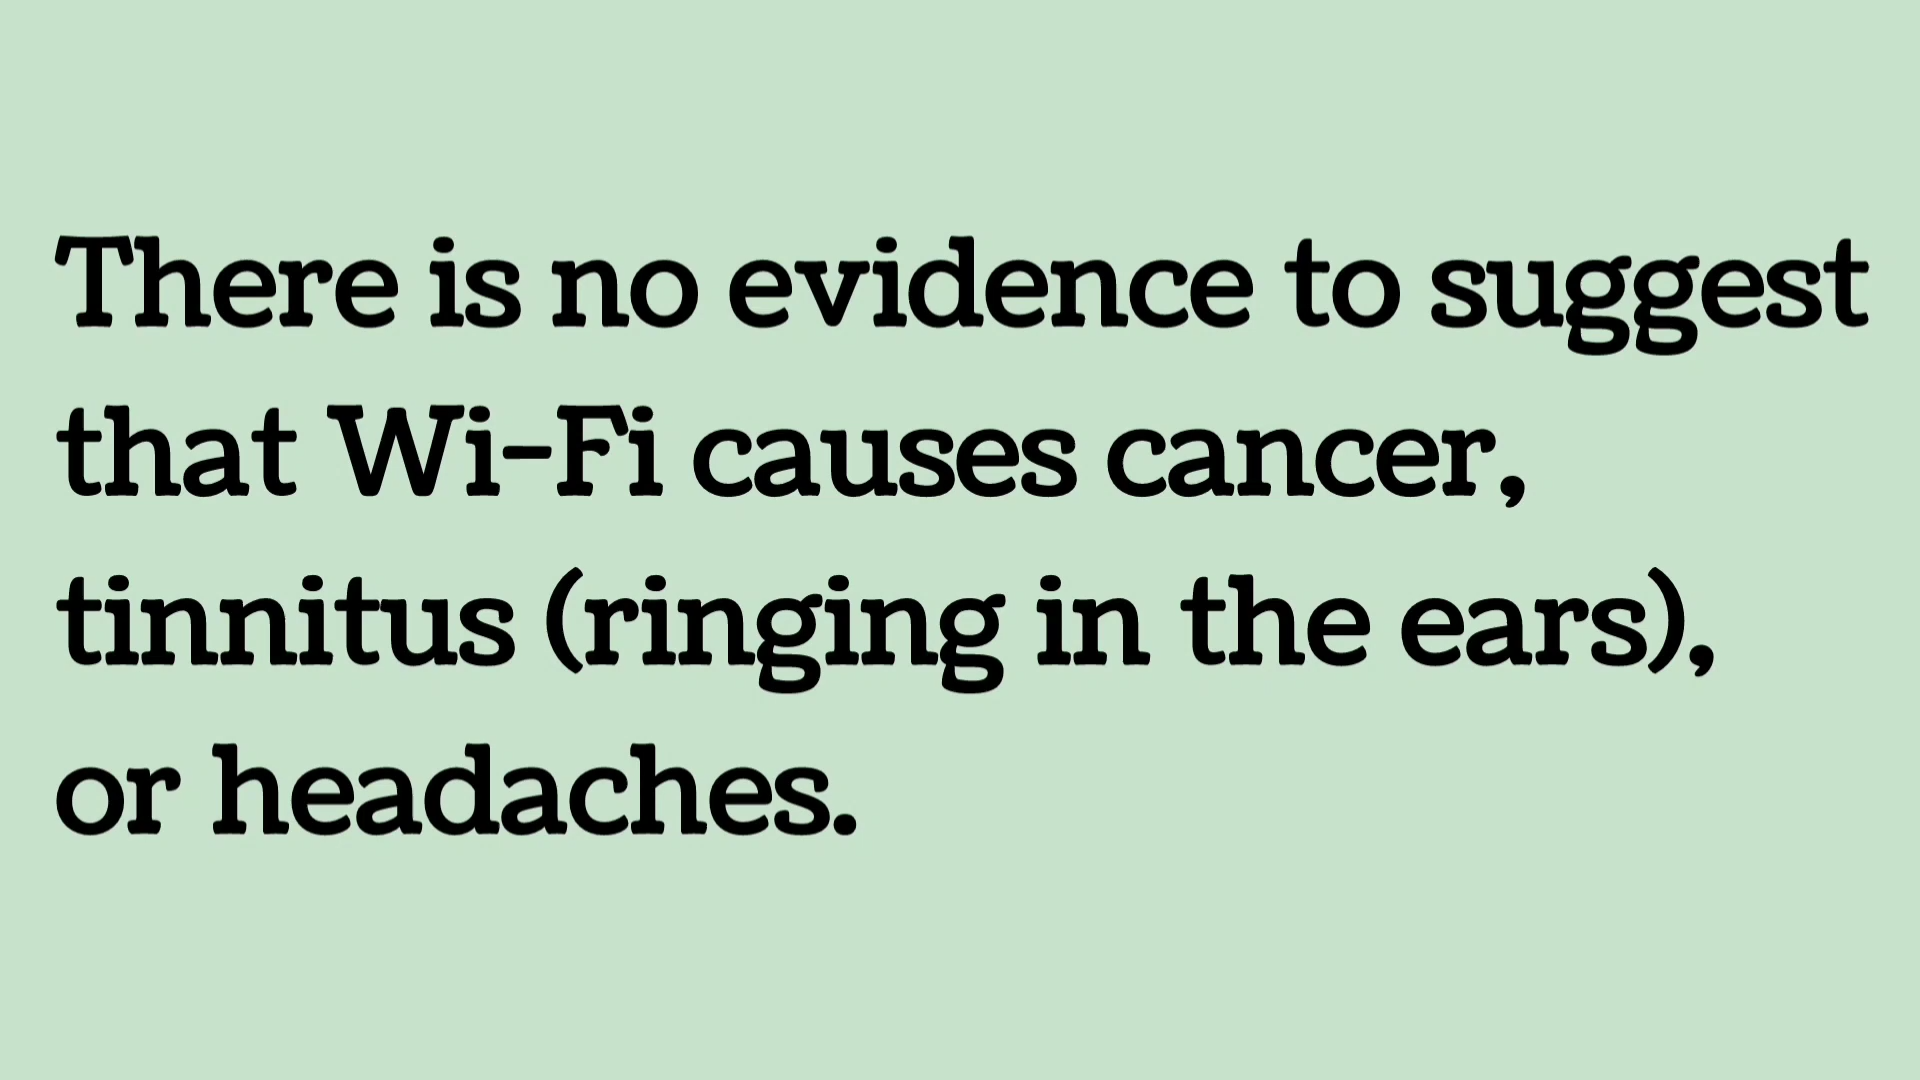 There is no evidence to suggest
that Wi-Fi causes cancer,
tinnitus (ringing in the ears),
or headaches.